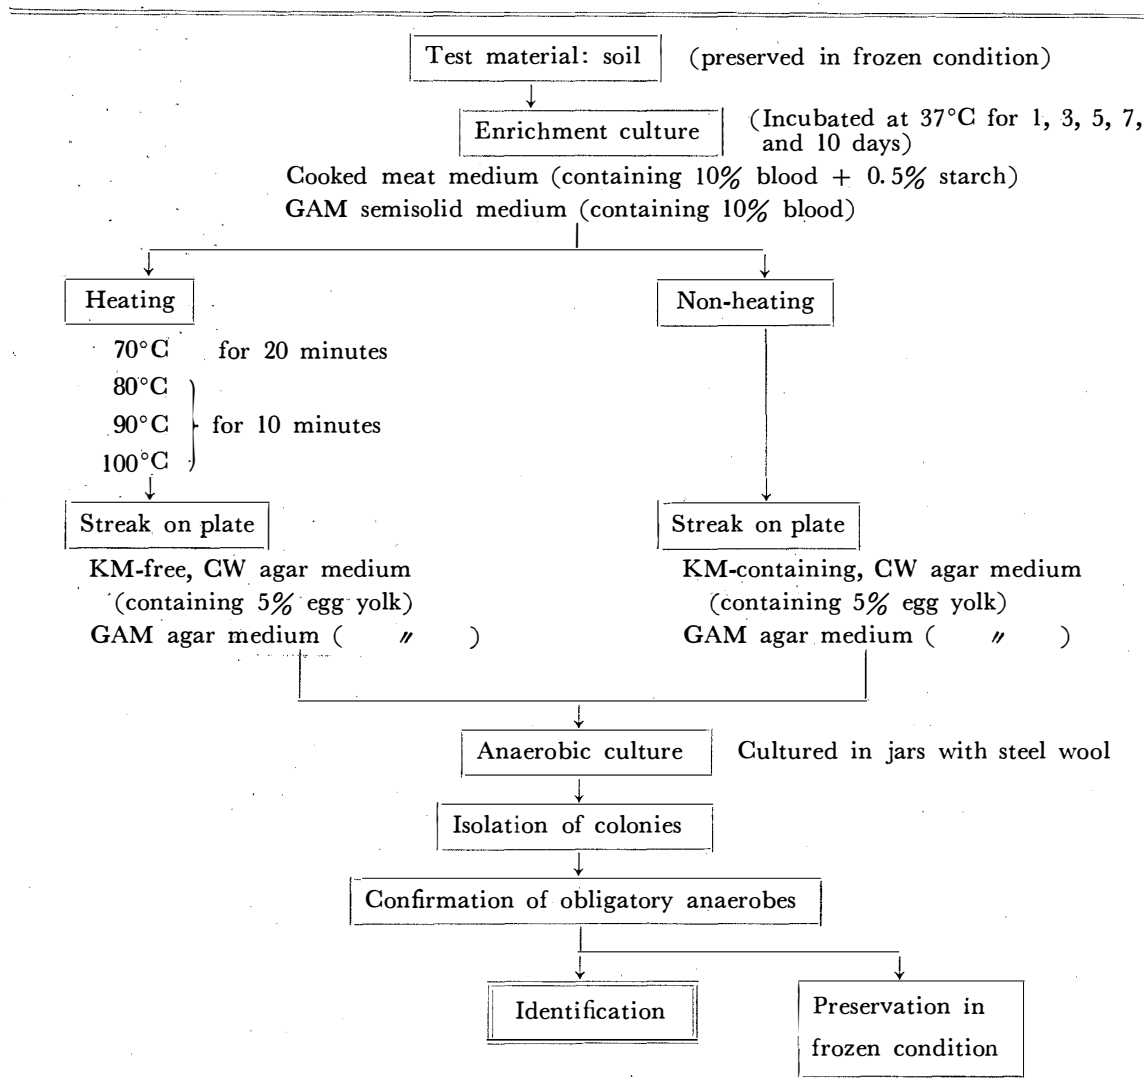 Test material: soil (preserved in frozen condition)
Enrichment culture (Incubated at 37°C for 1, 3, 5, 7,
and 10 days)
Cooked meat medium (containing 10% blood + 0.5% starch)
GAM semisolid medium (containing 10% blood)
Heating
70°C for 20 minutes
80°C
90°C for 10 minutes
100°C
Streak on plate
KM-free, CW agar medium
(containing 5% egg yolk)
GAM agar medium ( 〃 )
Non-heating
Streak on plate
KM-containing, CW agar medium
(containing 5% egg yolk)
GAM agar medium ( 〃 )
Anaerobic culture Cultured in jars with steel wool
Isolation of colonies
Confirmation of obligatory anaerobes
Identification
Preservation in
frozen condition